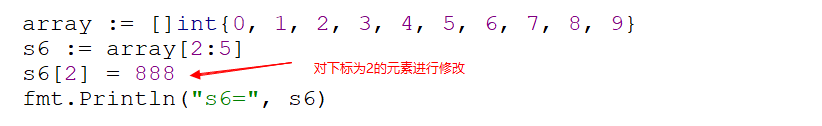 array := []int{0, 1, 2, 3, 4, 5, 6, 7, 8, 9}
s6 := array[2:5]
s6[2] = 888
对下标为2的元素进行修改
fmt.Println("s6=", s6)